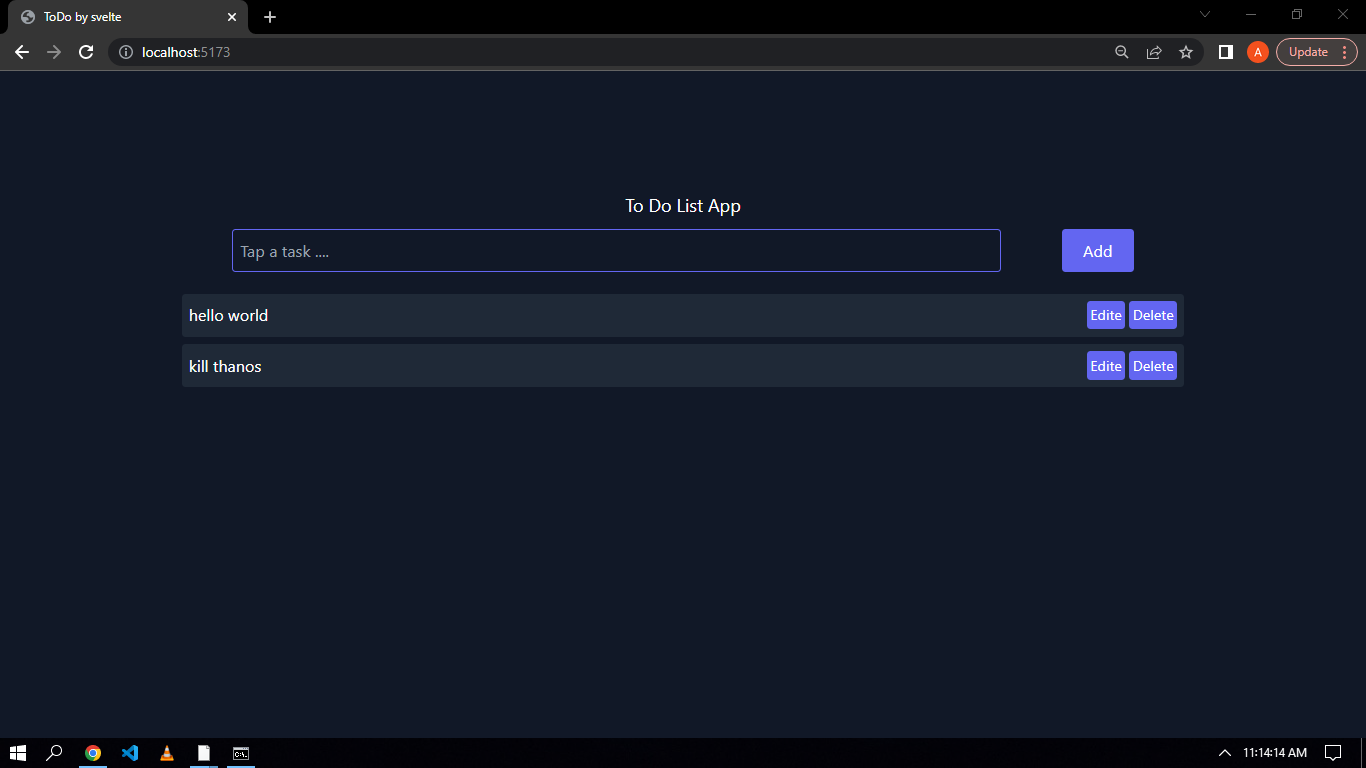 ToDo by svelte
localhost:5173
A
Update
To Do List App
Tap a task ....
Add
hello world
Edite Delete
kill thanos
Edite Delete
C:\.
11:14:14 AM